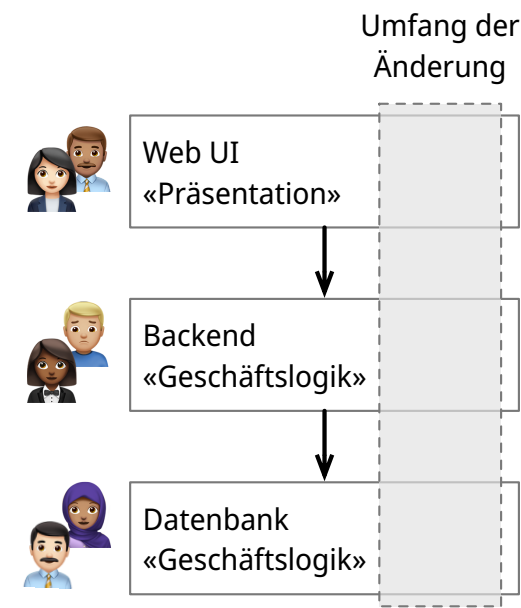 Umfang der
Änderung
Web UI
«Präsentation»
Backend
«Geschäftslogik»
Datenbank
«Geschäftslogik»